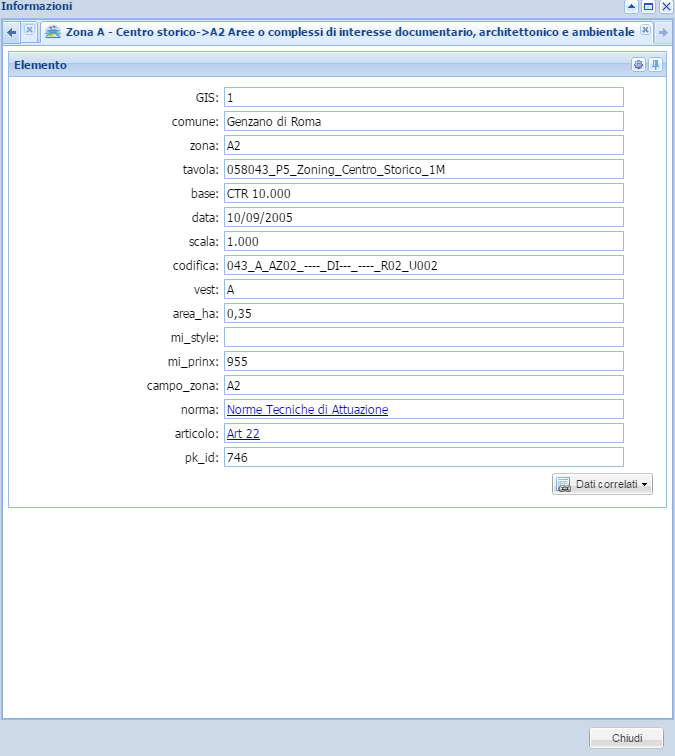 Informazioni
Zona A - Centro storico->A2 Aree o complessi di interesse documentario, architettonico e ambientale
Elemento
GIS: 1
comune: Genzano di Roma
zona: A2
tavola: 058043_P5_Zoning_Centro_Storico_1M
base: CTR 10.000
data: 10/09/2005
scala: 1.000
codifica: 043_A_AZ02_----_DI---_----_R02_U002
vest: A
area_ha: 0,35
mi_style:
mi_prinx: 955
campo_zona: A2
norma: Norme Tecniche di Attuazione
articolo: Art 22
pk_id: 746
Dati correlati
Chiudi